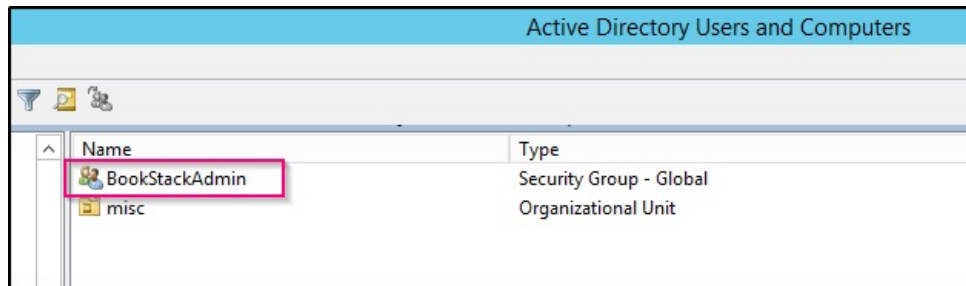 Active Directory Users and Computers
Name Type
BookStackAdmin Security Group - Global
misc Organizational Unit